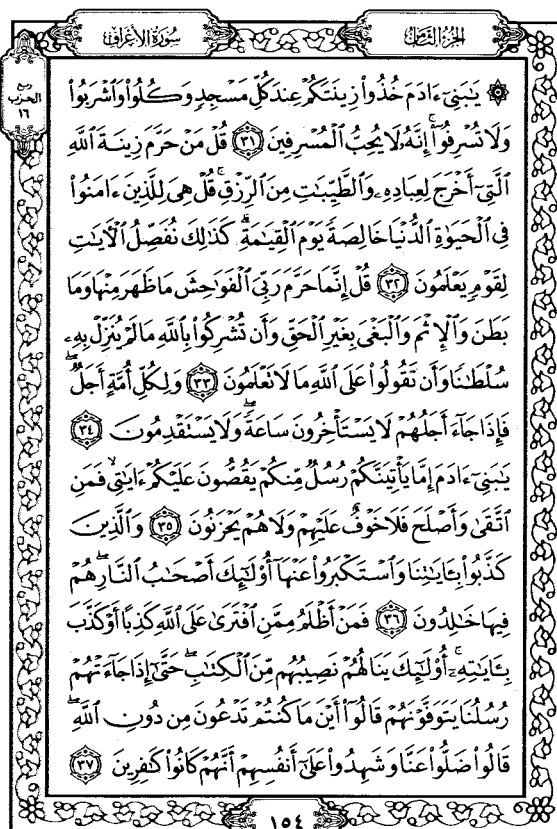 الجزء الثامن
سورة الأعراف
ربع
الحزب
١٦
۞ يَٰبَنِىٓ ءَادَمَ خُذُوا۟ زِينَتَكُمْ عِندَ كُلِّ مَسْجِدٍ وَكُلُوا۟ وَٱشْرَبُوا۟
وَلَا تُسْرِفُوٓا۟ ۚ إِنَّهُۥ لَا يُحِبُّ ٱلْمُسْرِفِينَ ٣١ قُلْ مَنْ حَرَّمَ زِينَةَ ٱللَّهِ
ٱلَّتِىٓ أَخْرَجَ لِعِبَادِهِۦ وَٱلطَّيِّبَٰتِ مِنَ ٱلرِّزْقِ ۚ قُلْ هِىَ لِلَّذِينَ ءَامَنُوا۟
فِى ٱلْحَيَوٰةِ ٱلدُّنْيَا خَالِصَةً يَوْمَ ٱلْقِيَٰمَةِ ۗ كَذَٰلِكَ نُفَصِّلُ ٱلْءَايَٰتِ
لِقَوْمٍ يَعْلَمُونَ ٣٢ قُلْ إِنَّمَا حَرَّمَ رَبِّىَ ٱلْفَوَٰحِشَ مَا ظَهَرَ مِنْهَا وَمَا
بَطَنَ وَٱلْإِثْمَ وَٱلْبَغْىَ بِغَيْرِ ٱلْحَقِّ وَأَن تُشْرِكُوا۟ بِٱللَّهِ مَا لَمْ يُنَزِّلْ بِهِۦ
سُلْطَٰنًا وَأَن تَقُولُوا۟ عَلَى ٱللَّهِ مَا لَا تَعْلَمُونَ ٣٣ وَلِكُلِّ أُمَّةٍ أَجَلٌ ۖ
فَإِذَا جَآءَ أَجَلُهُمْ لَا يَسْتَأْخِرُونَ سَاعَةً ۖ وَلَا يَسْتَقْدِمُونَ ٣٤
يَٰبَنِىٓ ءَادَمَ إِمَّا يَأْتِيَنَّكُمْ رُسُلٌ مِّنكُمْ يَقُصُّونَ عَلَيْكُمْ ءَايَٰتِى ۙ فَمَنِ
ٱتَّقَىٰ وَأَصْلَحَ فَلَا خَوْفٌ عَلَيْهِمْ وَلَا هُمْ يَحْزَنُونَ ٣٥ وَٱلَّذِينَ
كَذَّبُوا۟ بِـَٔايَٰتِنَا وَٱسْتَكْبَرُوا۟ عَنْهَآ أُو۟لَٰٓئِكَ أَصْحَٰبُ ٱلنَّارِ ۖ هُمْ
فِيهَا خَٰلِدُونَ ٣٦ فَمَنْ أَظْلَمُ مِمَّنِ ٱفْتَرَىٰ عَلَى ٱللَّهِ كَذِبًا أَوْ كَذَّبَ
بِـَٔايَٰتِهِۦٓ ۚ أُو۟لَٰٓئِكَ يَنَالُهُمْ نَصِيبُهُم مِّنَ ٱلْكِتَٰبِ ۖ حَتَّىٰٓ إِذَا جَآءَتْهُمْ
رُسُلُنَا يَتَوَفَّوْنَهُمْ قَالُوٓا۟ أَيْنَ مَا كُنتُمْ تَدْعُونَ مِن دُونِ ٱللَّهِ ۖ
قَالُوا۟ ضَلُّوا۟ عَنَّا وَشَهِدُوا۟ عَلَىٰٓ أَنفُسِهِمْ أَنَّهُمْ كَانُوا۟ كَٰفِرِينَ ٣٧
١٥٤